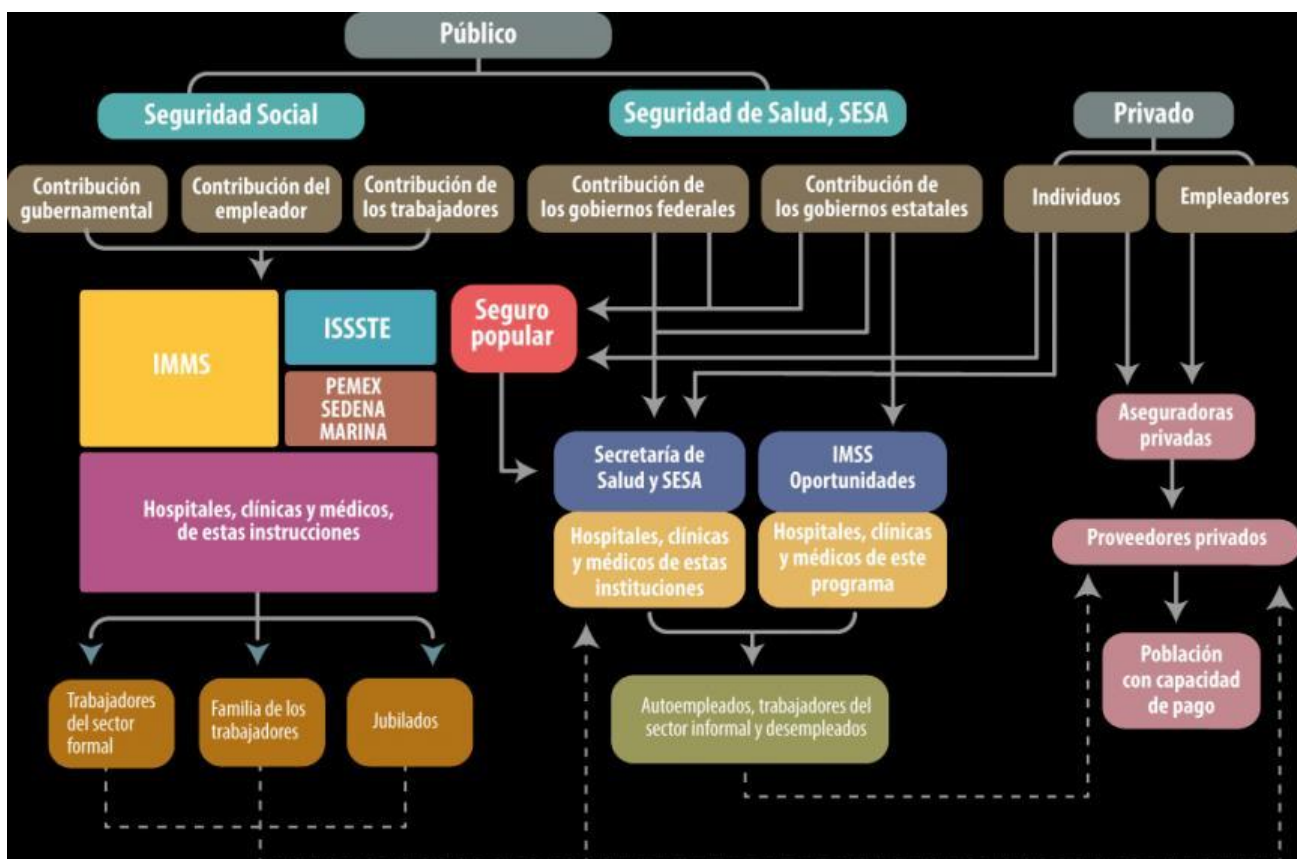 Público
Seguridad Social
Seguridad de Salud, SESA
Privado
Contribución
gubernamental
Contribución del
empleador
Contribución de
los trabajadores
Contribución de
los gobiernos federales
Contribución de
los gobiernos estatales
Individuos
Empleadores
IMMS
ISSSTE
PEMEX
SEDENA
MARINA
Seguro
popular
Hospitales, clínicas y médicos,
de estas instrucciones
Secretaría de
Salud y SESA
IMSS
Oportunidades
Aseguradoras
privadas
Hospitales, clínicas
y médicos de estas
instituciones
Hospitales, clínicas
y médicos de este
programa
Proveedores privados
Trabajadores
del sector
formal
Familia de los
trabajadores
Jubilados
Autoempleados, trabajadores del
sector informal y desempleados
Población
con capacidad
de pago